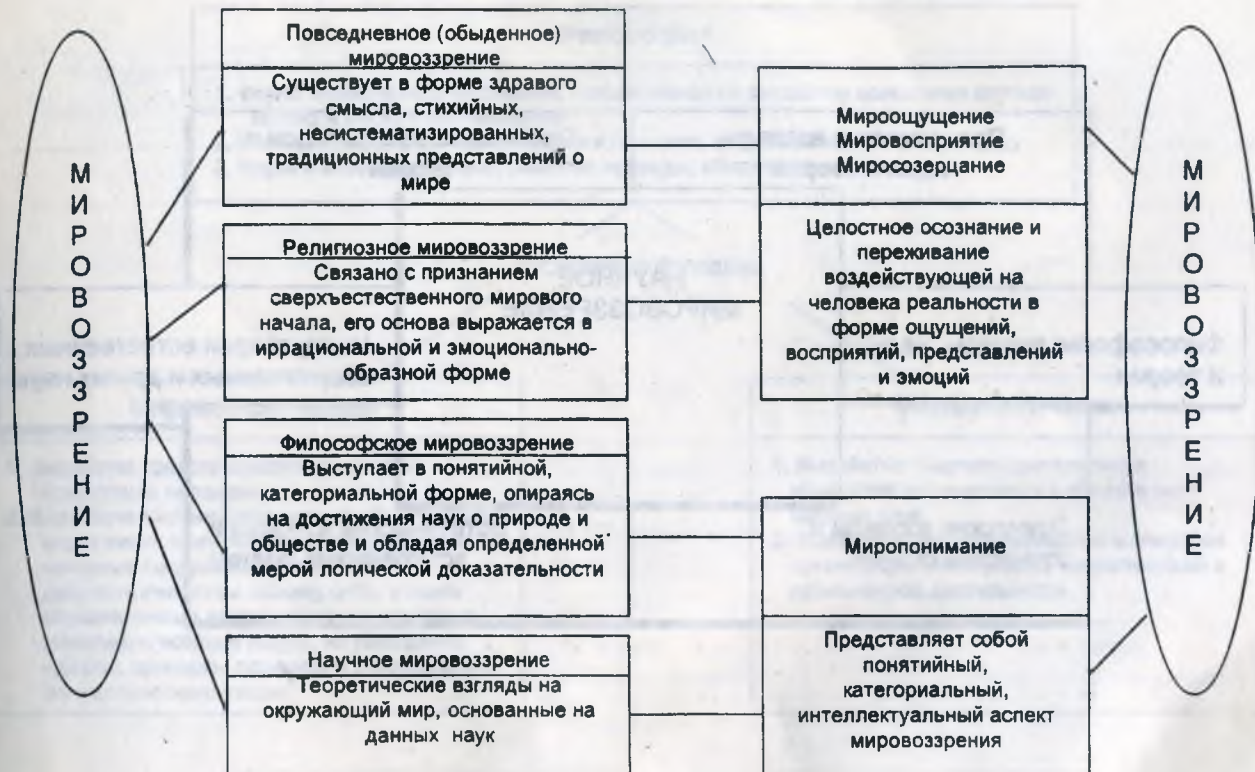 МИРОВОЗЗРЕНИЕ
Повседневное (обыденное)
мировоззрение
Существует в форме здравого
смысла, стихийных,
несистематизированных,
традиционных представлений о
мире
Религиозное мировоззрение
Связано с признанием
сверхъестественного мирового
начала, его основа выражается в
иррациональной и эмоционально-
образной форме
Философское мировоззрение
Выступает в понятийной,
категориальной форме, опираясь
на достижения наук о природе и
обществе и обладая определенной
мерой логической доказательности
Научное мировоззрение
Теоретические взгляды на
окружающий мир, основанные на
данных наук
Мироощущение
Мировосприятие
Миросозерцание
Целостное осознание и
переживание
воздействующей на
человека реальности в
форме ощущений,
восприятий, представлений
и эмоций
Миропонимание
Представляет собой
понятийный,
категориальный,
интеллектуальный аспект
мировоззрения
МИРОВОЗЗРЕНИЕ